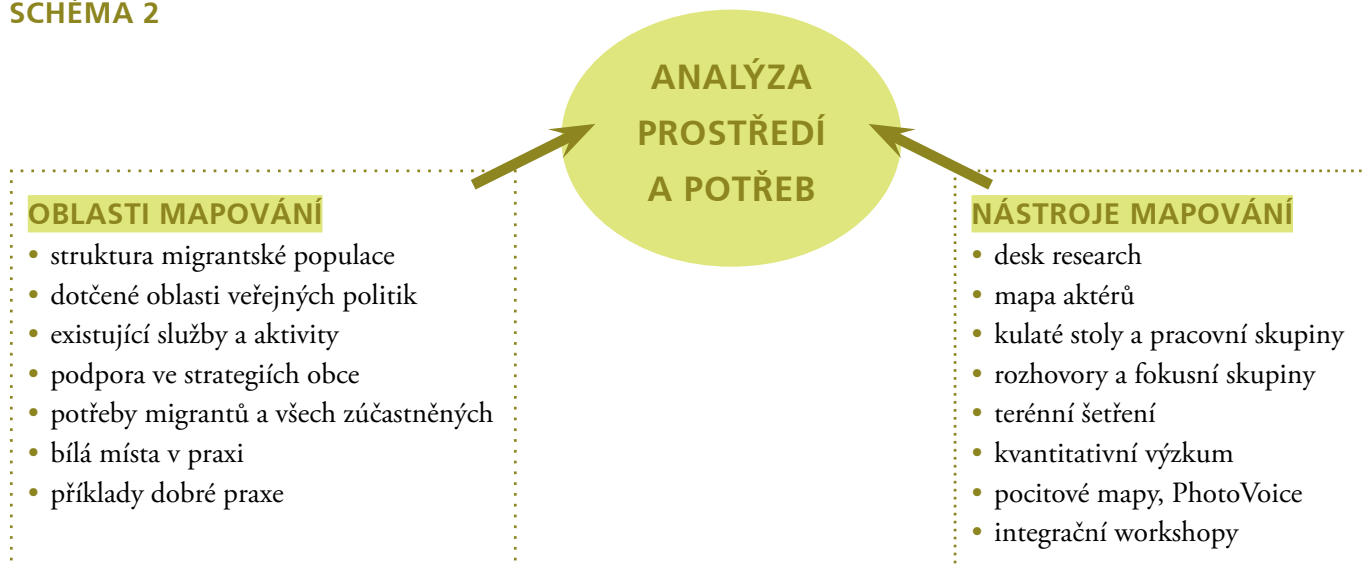 SCHÉMA 2
ANALÝZA
PROSTŘEDÍ
A POTŘEB
OBLASTI MAPOVÁNÍ
• struktura migrantské populace
• dotčené oblasti veřejných politik
• existující služby a aktivity
• podpora ve strategiích obce
• potřeby migrantů a všech zúčastněných
• bílá místa v praxi
• příklady dobré praxe
NÁSTROJE MAPOVÁNÍ
• desk research
• mapa aktérů
• kulaté stoly a pracovní skupiny
• rozhovory a fokusní skupiny
• terénní šetření
• kvantitativní výzkum
• pocitové mapy, PhotoVoice
• integrační workshopy